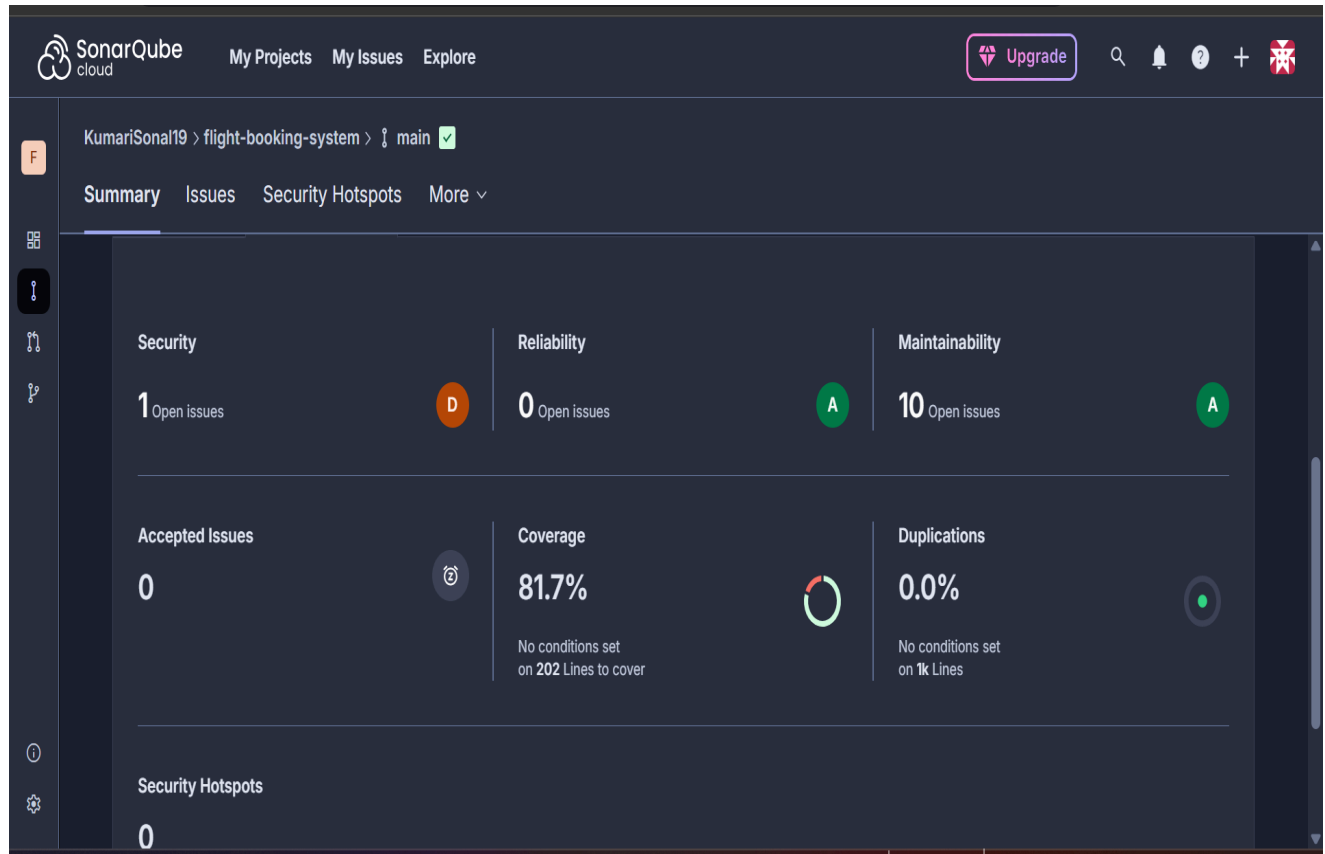 SonarQube cloud My Projects My Issues Explore Upgrade
KumariSonal19 > flight-booking-system > main
F
Summary Issues Security Hotspots More
Security Reliability Maintainability
1 Open issues D 0 Open issues A 10 Open issues A
Accepted Issues Coverage Duplications
0 81.7% 0.0%
No conditions set No conditions set
on 202 Lines to cover on 1k Lines
Security Hotspots
0